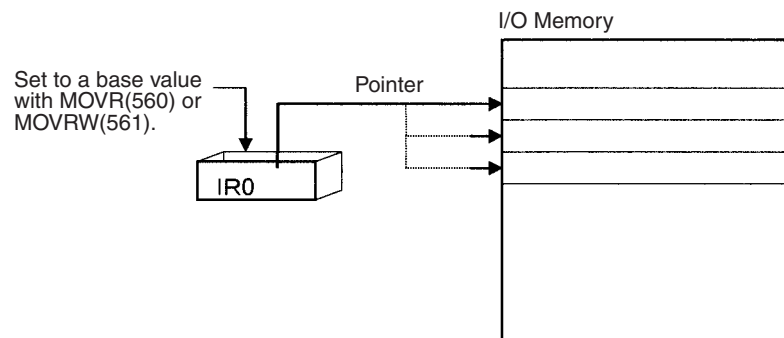 I/O Memory
Set to a base value
with MOVR(560) or
MOVRW(561).
Pointer
IR0